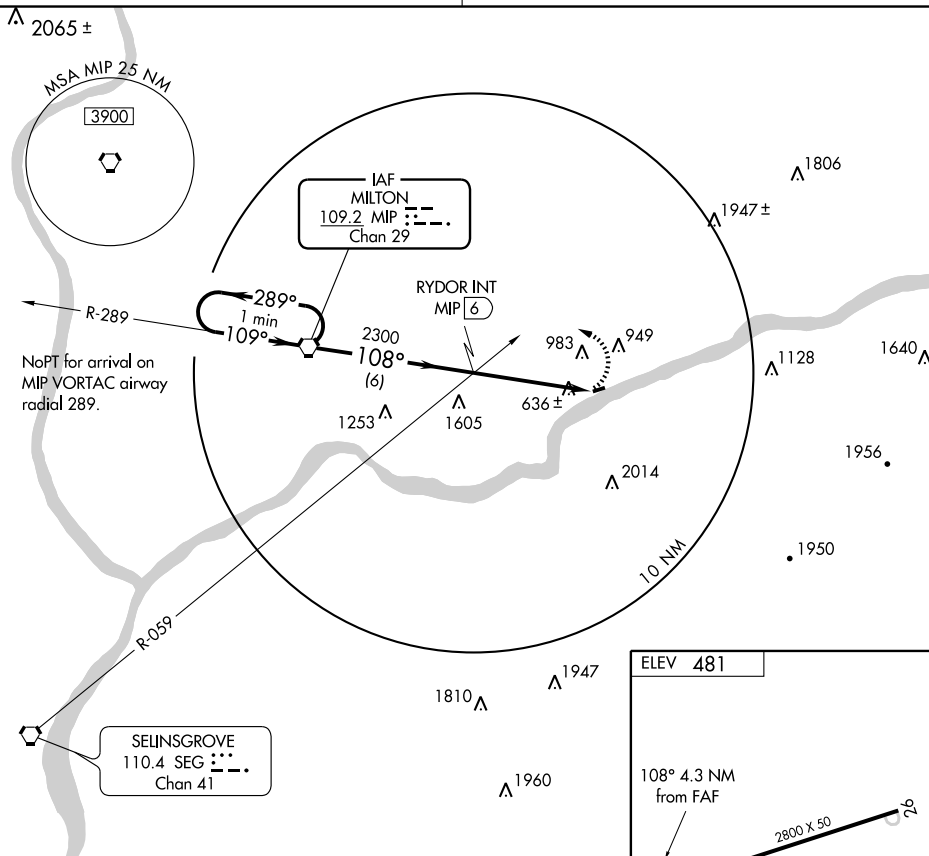 2065 ±
MSA MIP 25 NM
3900
1806
IAF
MILTON
109.2 MIP
Chan 29
1947 ±
RYDOR INT
MIP 6
289°
1 min
109°
R-289
2300
108°
(6)
983
949
NoPT for arrival on
MIP VORTAC airway
radial 289.
1128
1640
636 ±
1253
1605
1956
2014
1950
10 NM
R-059
ELEV 481
1947
1810
SELINSGROVE
110.4 SEG
Chan 41
108° 4.3 NM
from FAF
1960
26
2800 X 50